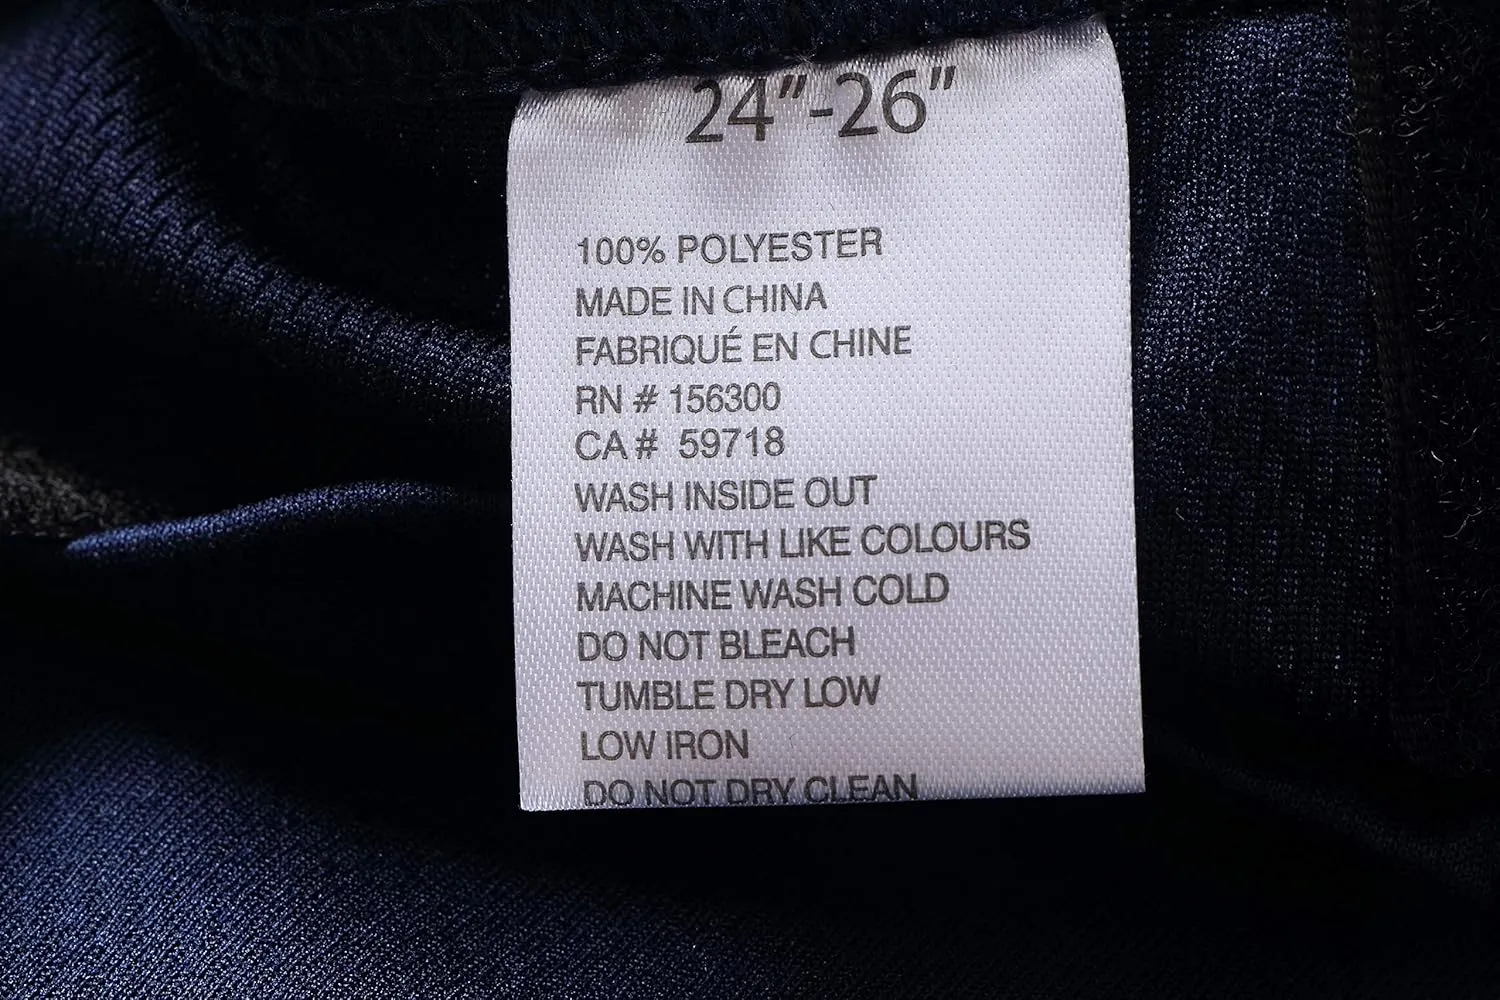 24"-26"
100% POLYESTER
MADE IN CHINA
FABRIQUÉ EN CHINE
RN # 156300
CA # 59718
WASH INSIDE OUT
WASH WITH LIKE COLOURS
MACHINE WASH COLD
DO NOT BLEACH
TUMBLE DRY LOW
LOW IRON
DO NOT DRY CLEAN